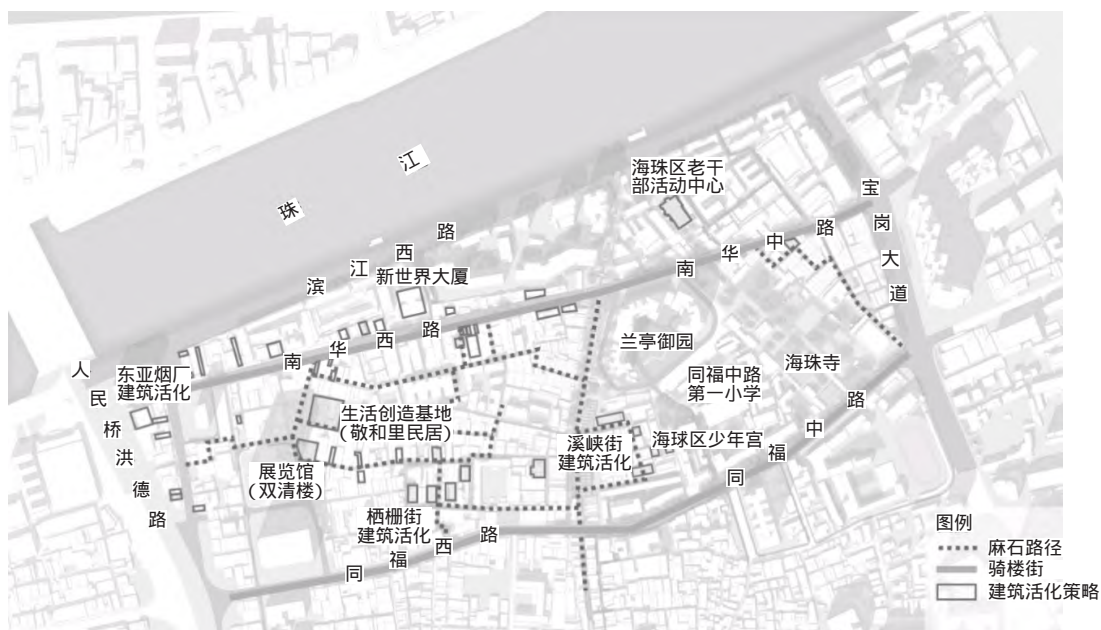 珠江
滨江西路
海珠区老干
部活动中心
新世界大厦
南华西路
南华中路
宝岗大道
人民桥
洪德路
东亚烟厂
建筑活化
兰亭御园
海珠寺
同福中路
第一小学
生活创造基地
(敬和里民居)
溪峡街
建筑活化
海球区少年宫
展览馆
(双清楼)
栖栅街
建筑活化
同福西路
同福中路
图例
麻石路径
骑楼街
建筑活化策略